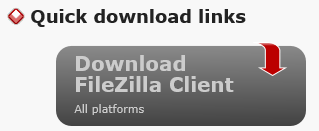 Quick download links
Download
FileZilla Client
All platforms